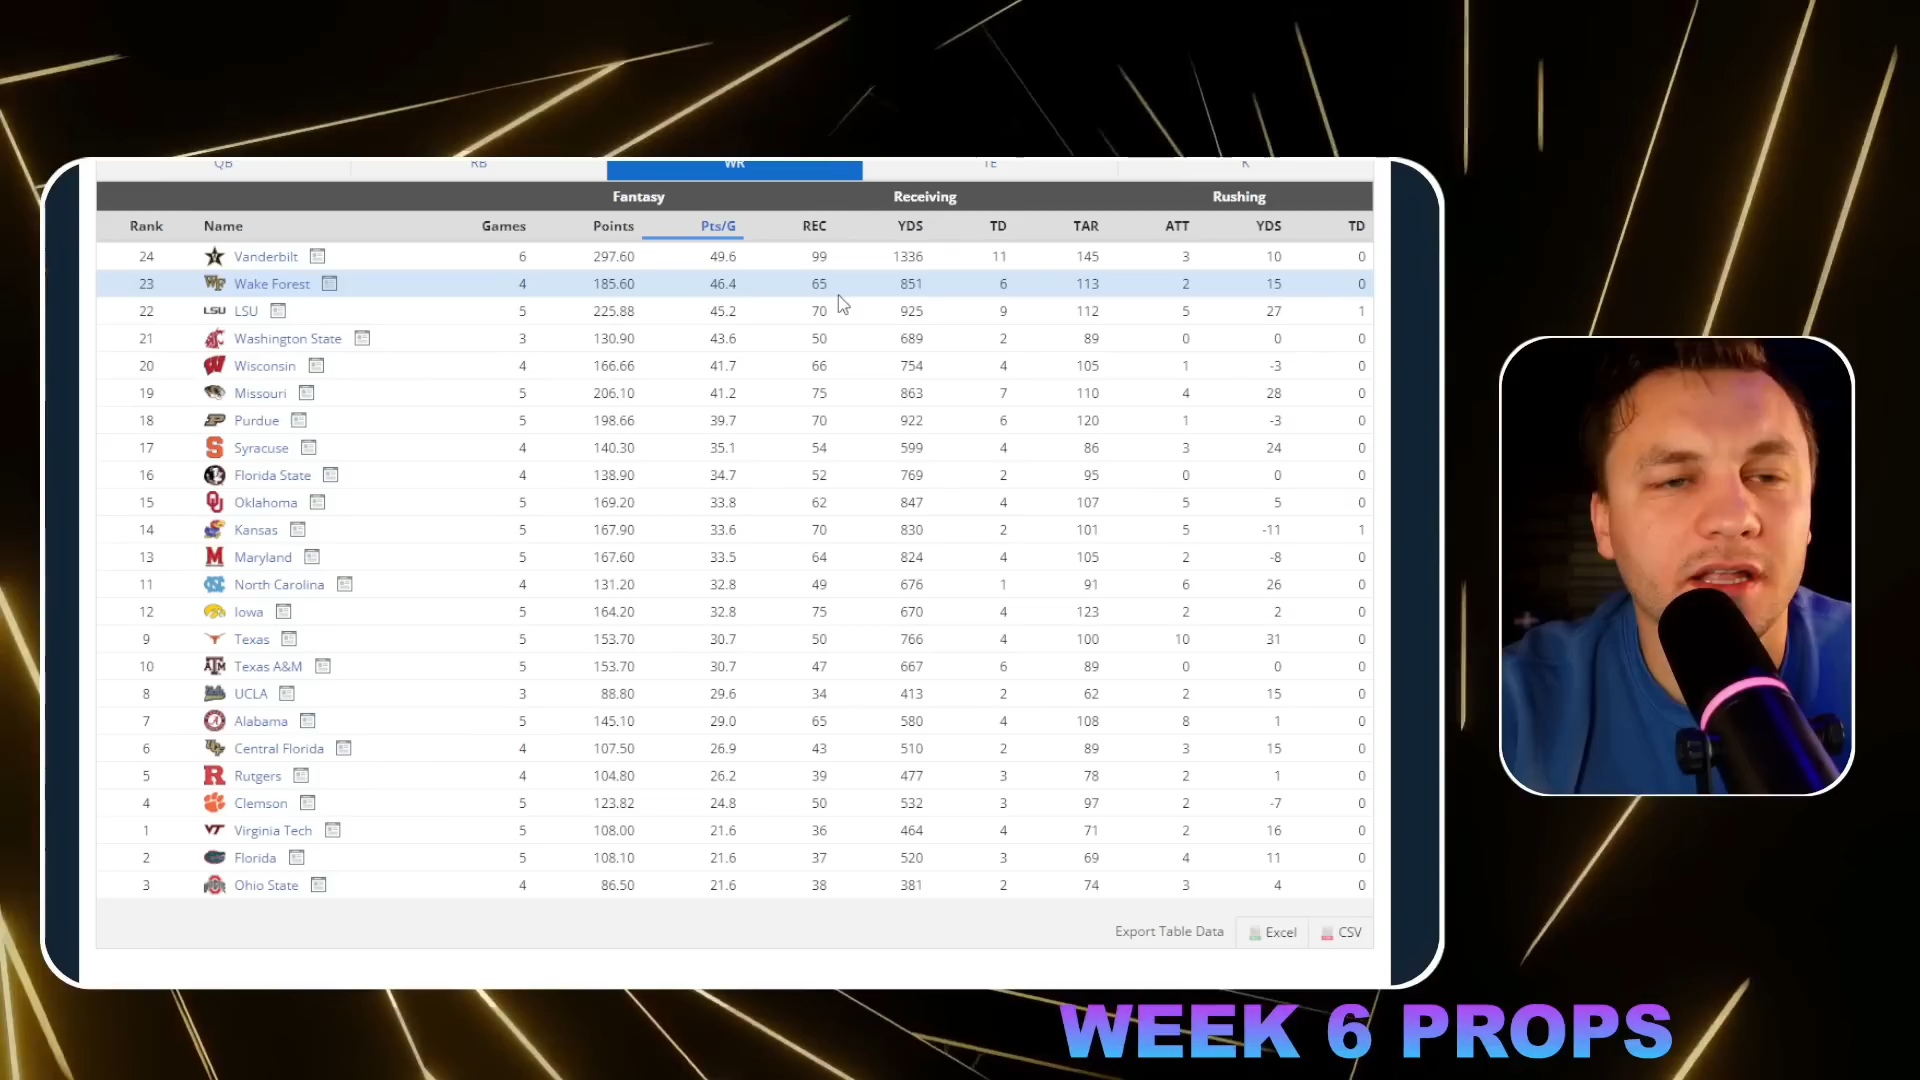 QB RB WR TE K
Fantasy Receiving Rushing
Rank Name Games Points Pts/G REC YDS TD TAR ATT YDS TD
24 Vanderbilt 6 297.60 49.6 99 1336 11 145 3 10 0
23 WF Wake Forest 4 185.60 46.4 65 851 6 113 2 15 0
22 LSU LSU 5 225.88 45.2 70 925 9 112 5 27 1
21 Washington State 3 130.90 43.6 50 689 2 89 0 0 0
20 W Wisconsin 4 166.66 41.7 66 754 4 105 1 -3 0
19 Missouri 5 206.10 41.2 75 863 7 110 4 28 0
18 P Purdue 5 198.66 39.7 70 922 6 120 1 -3 0
17 S Syracuse 4 140.30 35.1 54 599 4 86 3 24 0
16 Florida State 4 138.90 34.7 52 769 2 95 0 0 0
15 OU Oklahoma 5 169.20 33.8 62 847 4 107 5 5 0
14 Kansas 5 167.90 33.6 70 830 2 101 5 -11 1
13 M Maryland 5 167.60 33.5 64 824 4 105 2 -8 0
11 NC North Carolina 4 131.20 32.8 49 676 1 91 6 26 0
12 Iowa 5 164.20 32.8 75 670 4 123 2 2 0
9 Texas 5 153.70 30.7 50 766 4 100 10 31 0
10 ATM Texas A&M 5 153.70 30.7 47 667 6 89 0 0 0
8 UCLA 3 88.80 29.6 34 413 2 62 2 15 0
7 A Alabama 5 145.10 29.0 65 580 4 108 8 1 0
6 Central Florida 4 107.50 26.9 43 510 2 89 3 15 0
5 R Rutgers 4 104.80 26.2 39 477 3 78 2 1 0
4 Clemson 5 123.82 24.8 50 532 3 97 2 -7 0
1 VT Virginia Tech 5 108.00 21.6 36 464 4 71 2 16 0
2 Florida 5 108.10 21.6 37 520 3 69 4 11 0
3 Ohio State 4 86.50 21.6 38 381 2 74 3 4 0
Export Table Data Excel CSV
WEEK 6 PROPS